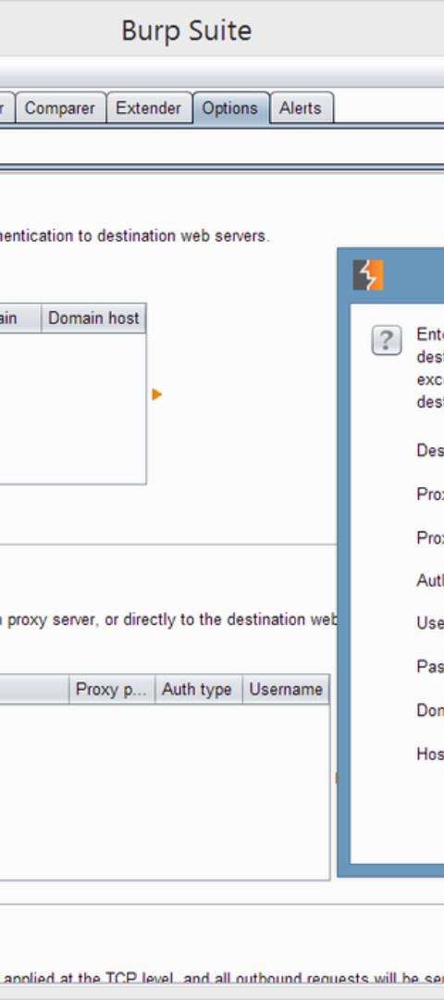 Burp Suite
r Comparer Extender Options Alerts
nentication to destination web servers.
ain Domain host
Ente
dest
exce
dest
Des
Prox
Prox
Auth
Use
Pas
Dom
Hos
n proxy server, or directly to the destination web
Proxy p... Auth type Username
applied at the TCP level, and all outbound requests will be sen